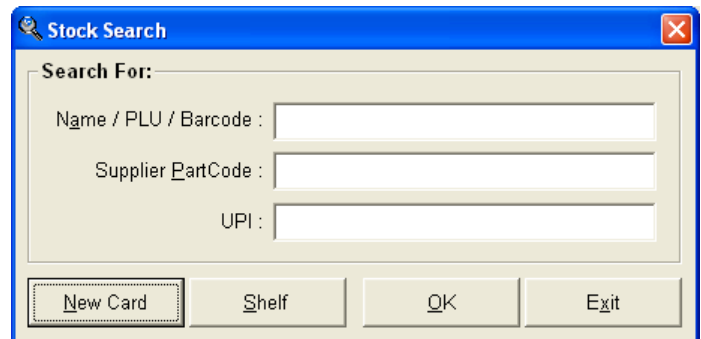 Stock Search
Search For:
Name / PLU / Barcode :
Supplier PartCode :
UPI :
New Card Shelf OK Exit